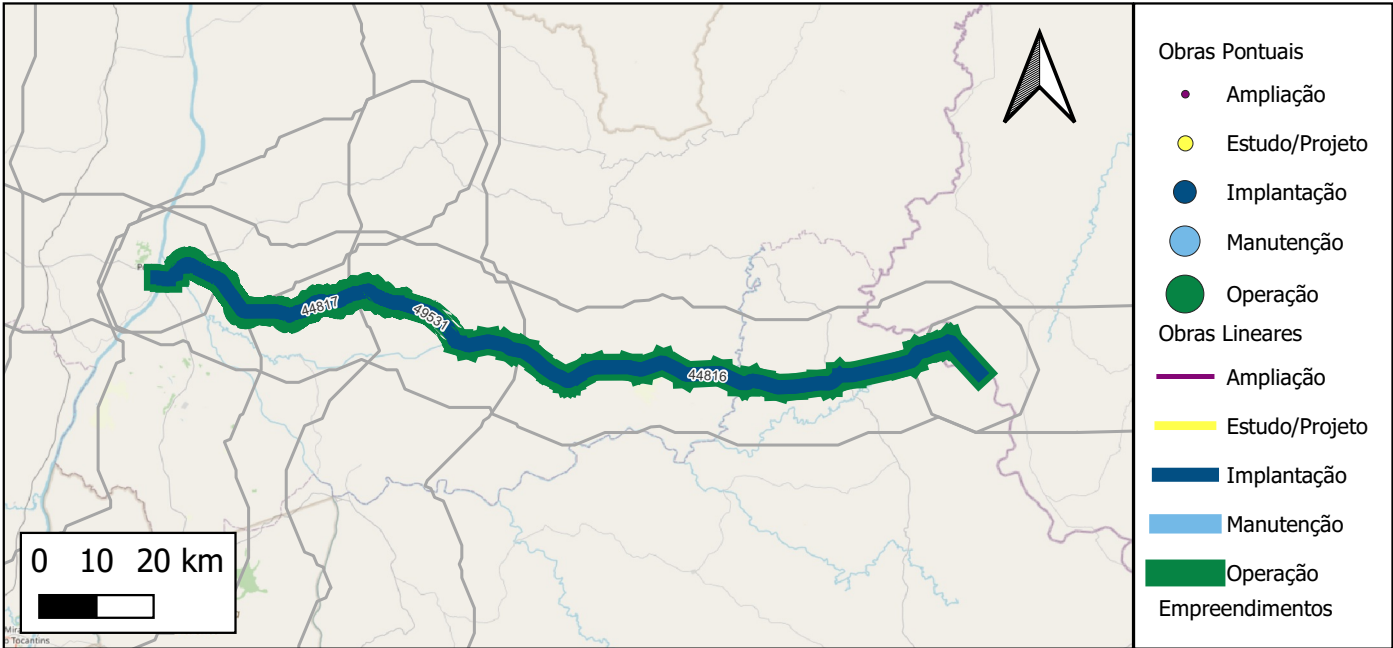 44817
49531
44816
0 10 20 km
Mira
o Tocantins
Obras Pontuais
Ampliação
Estudo/Projeto
Implantação
Manutenção
Operação
Obras Lineares
Ampliação
Estudo/Projeto
Implantação
Manutenção
Operação
Empreendimentos